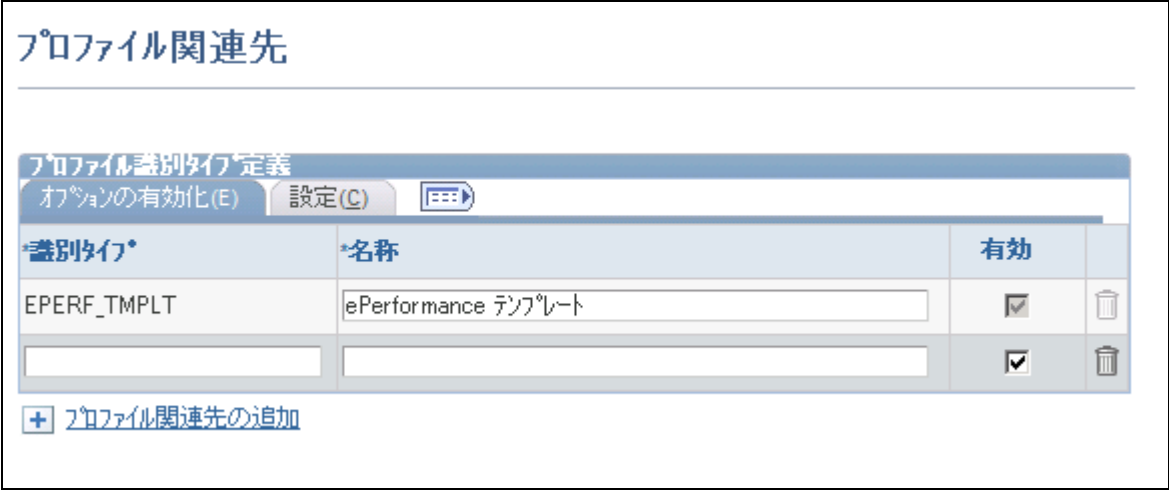 プロファイル関連先
プロファイル識別タイプ定義
オプションの有効化(E) 設定(C)
*識別タイプ *名称 有効
EPERF_TMPLT ePerformance テンプレート
プロファイル関連先の追加